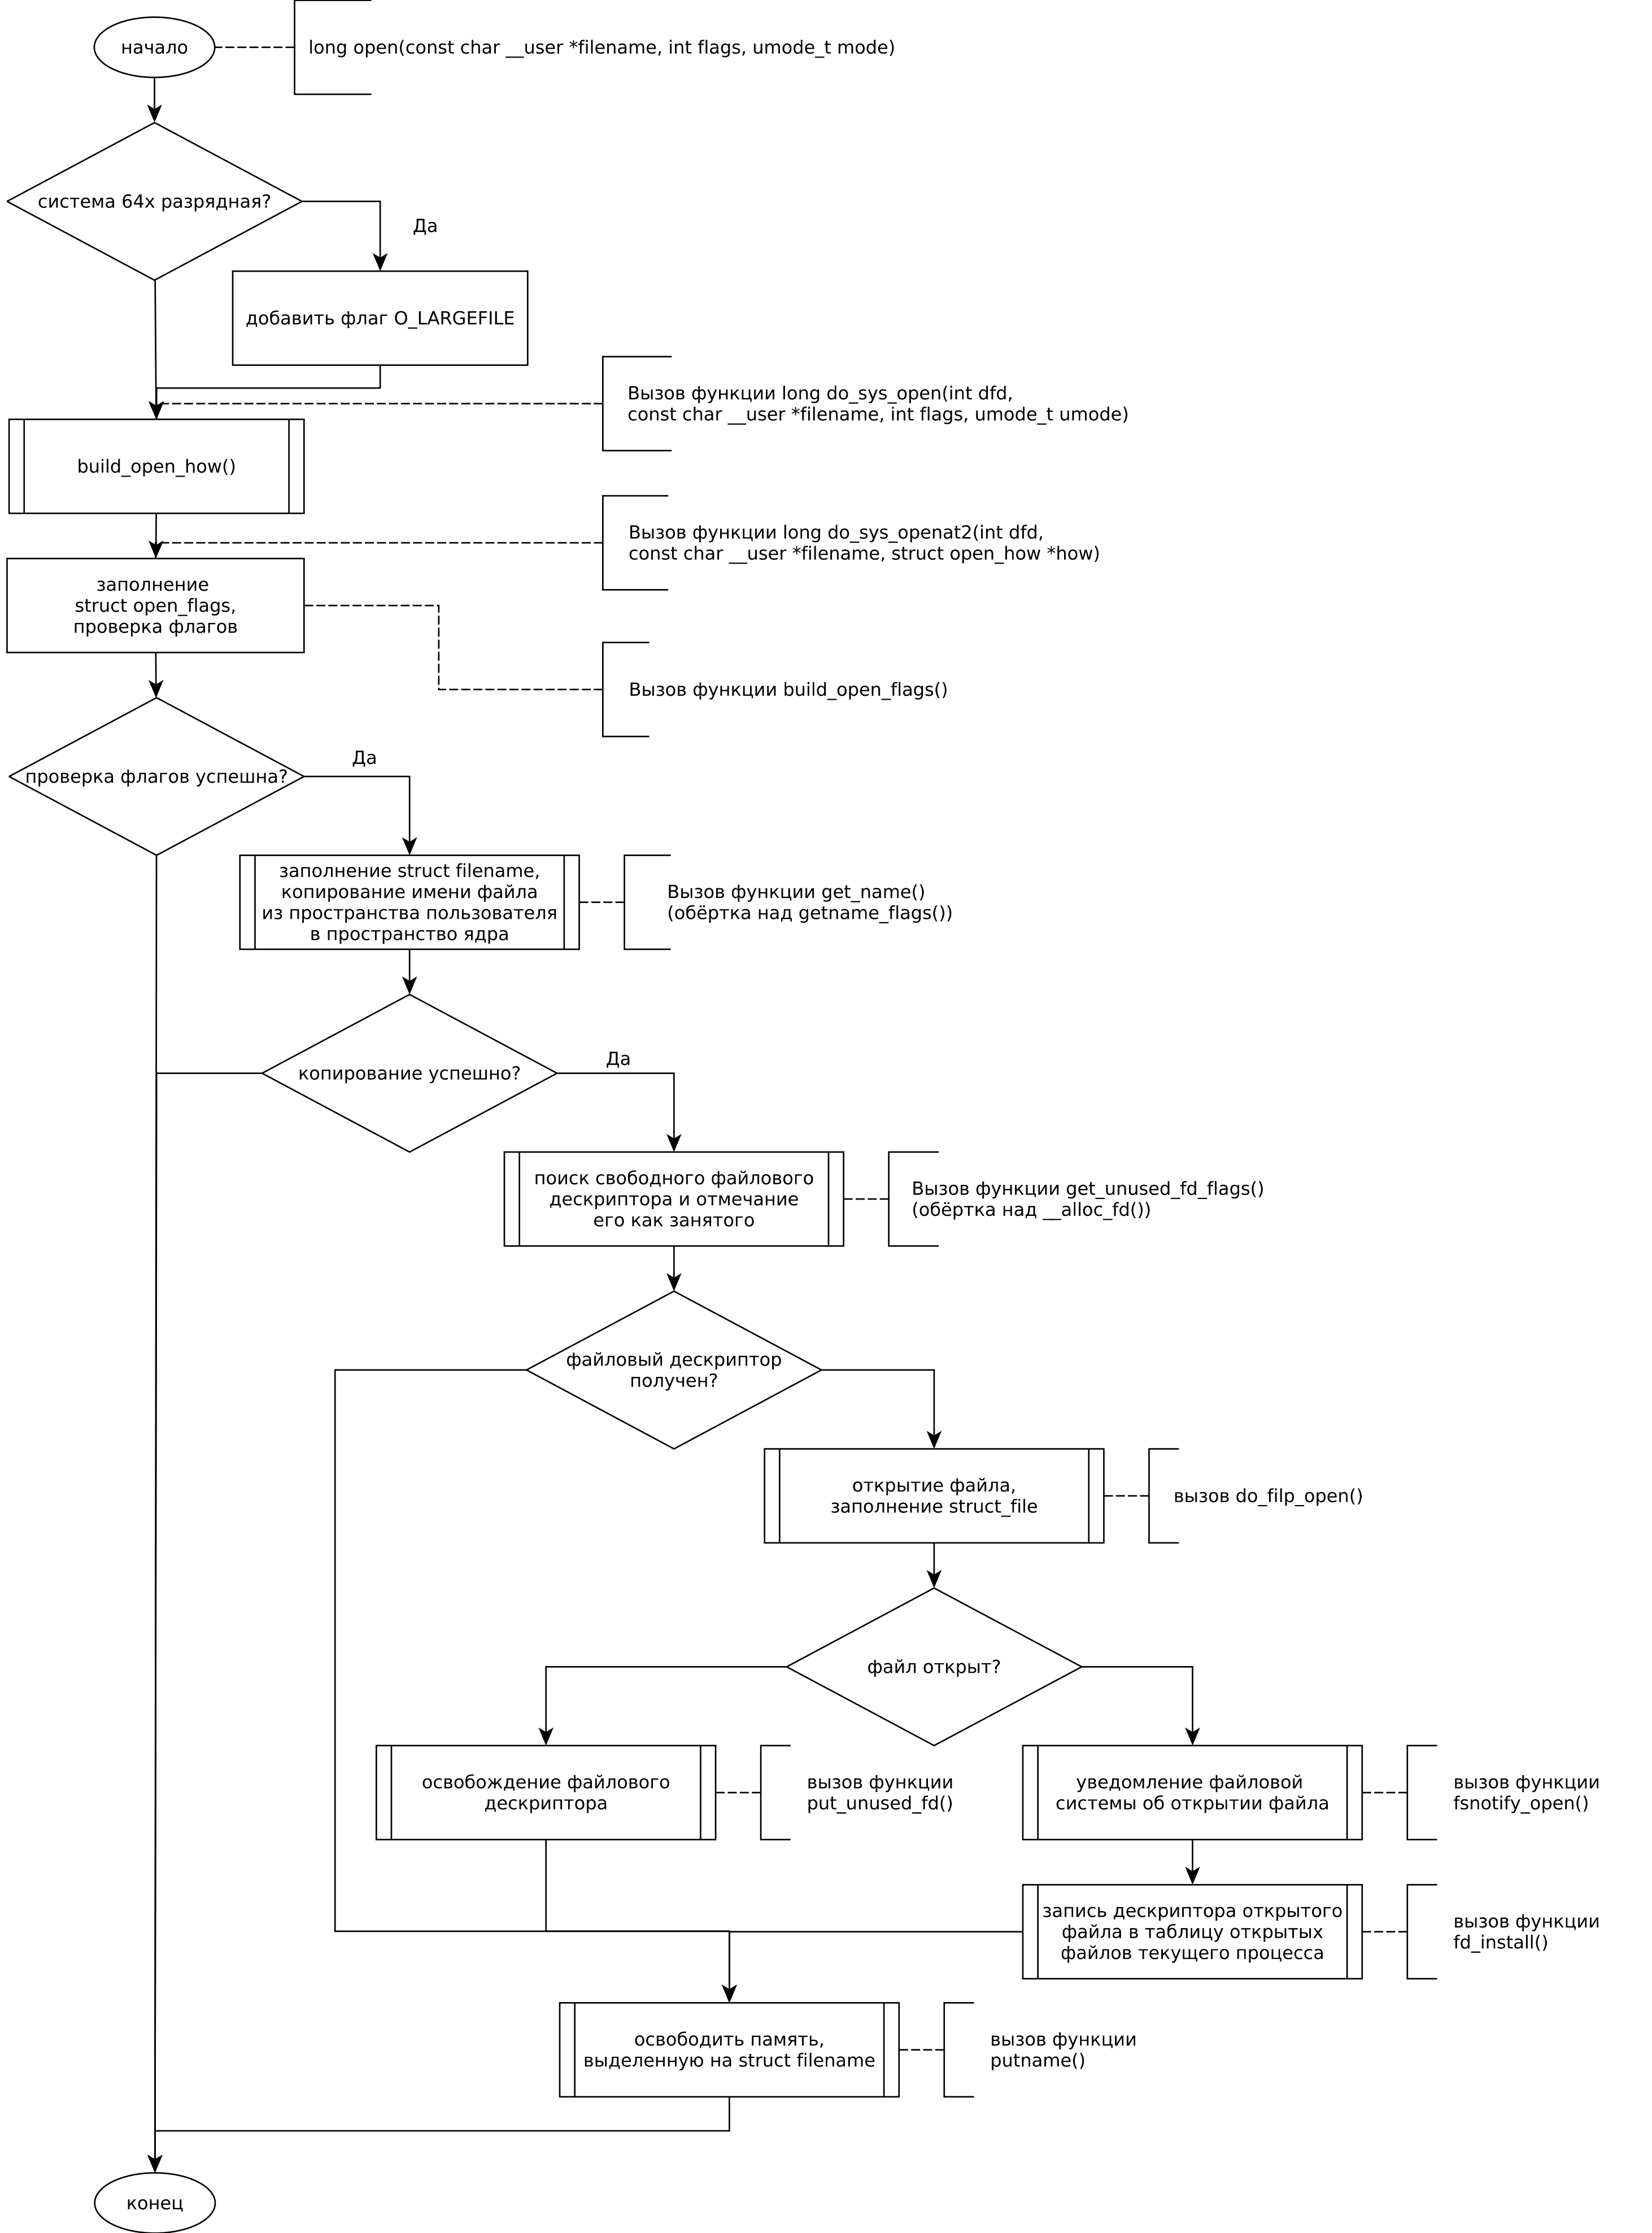 начало
long open(const char __user *filename, int flags, umode_t mode)
система 64х разрядная?
Да
добавить флаг O_LARGEFILE
Вызов функции long do_sys_open(int dfd,
const char __user *filename, int flags, umode_t umode)
build_open_how()
Вызов функции long do_sys_openat2(int dfd,
const char __user *filename, struct open_how *how)
заполнение
struct open_flags,
проверка флагов
Вызов функции build_open_flags()
проверка флагов успешна?
Да
заполнение struct filename,
копирование имени файла
из пространства пользователя
в пространство ядра
Вызов функции get_name()
(обёртка над getname_flags())
копирование успешно?
Да
поиск свободного файлового
дескриптора и отмечание
его как занятого
Вызов функции get_unused_fd_flags()
(обёртка над __alloc_fd())
файловый дескриптор
получен?
открытие файла,
заполнение struct_file
вызов do_filp_open()
файл открыт?
освобождение файлового
дескриптора
вызов функции
put_unused_fd()
уведомление файловой
системы об открытии файла
вызов функции
fsnotify_open()
запись дескриптора открытого
файла в таблицу открытых
файлов текущего процесса
вызов функции
fd_install()
освободить память,
выделенную на struct filename
вызов функции
putname()
конец